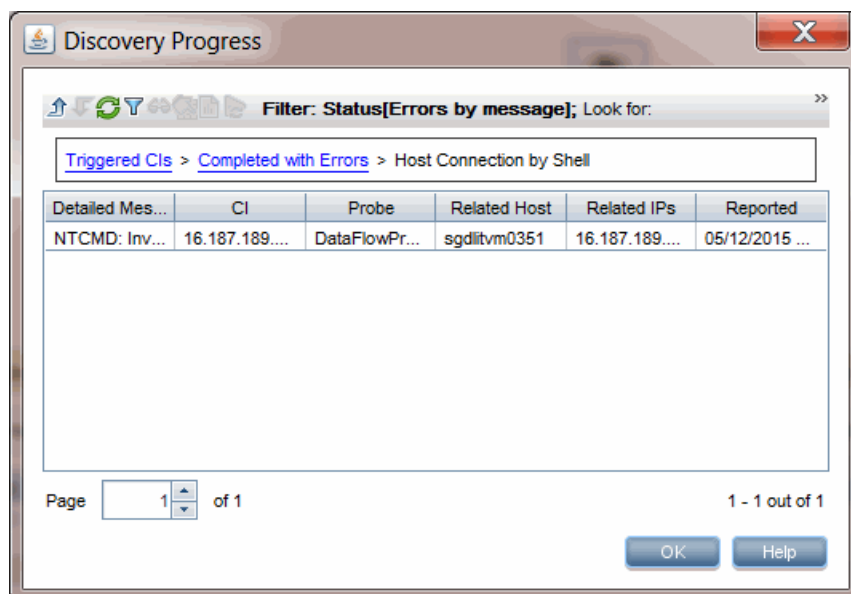 Discovery Progress
Filter: Status[Errors by message]; Look for:
Triggered CIs > Completed with Errors > Host Connection by Shell
Detailed Mes... CI Probe Related Host Related IPs Reported
NTCMD: Inv... 16.187.189.... DataFlowPr... sgdlitvm0351 16.187.189.... 05/12/2015 ...
Page 1 of 1 1 - 1 out of 1
OK Help